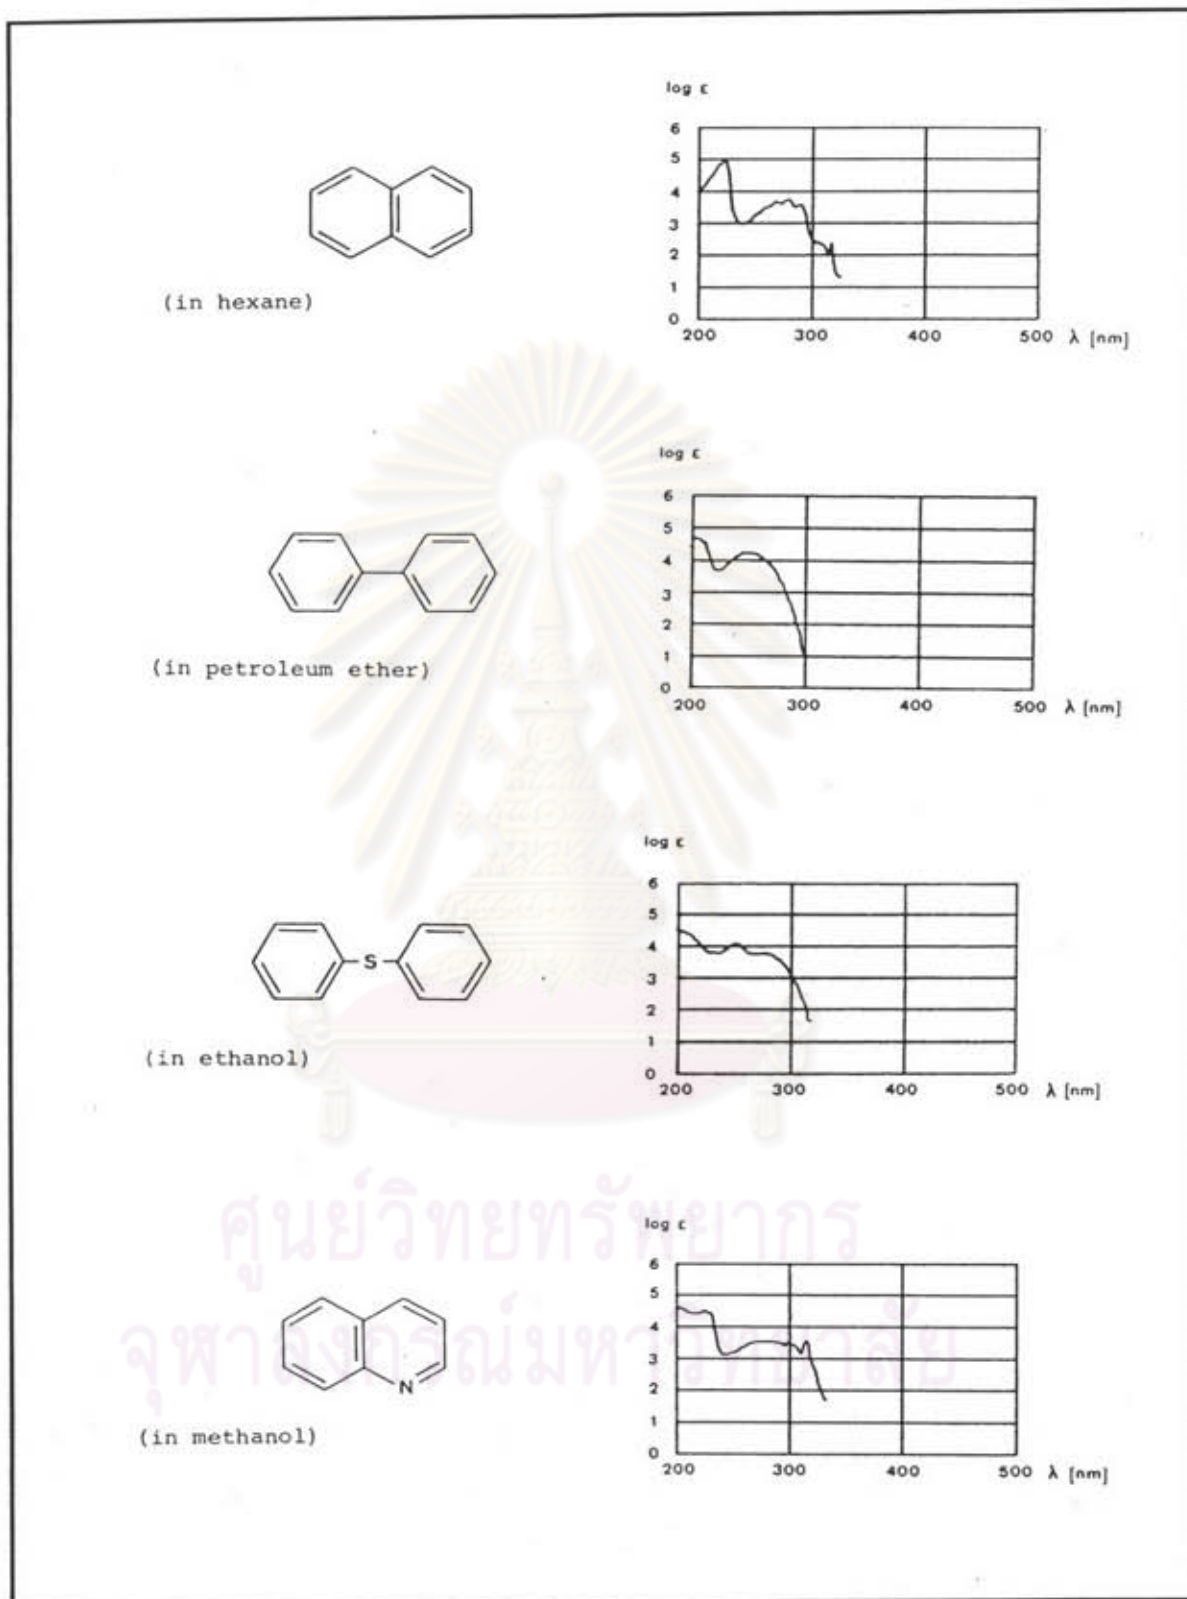 log ε
6
5
4
3
2
1
0
200 300 400 500 λ [nm]
(in hexane)
log ε
6
5
4
3
2
1
0
200 300 400 500 λ [nm]
(in petroleum ether)
log ε
6
5
4
3
2
1
0
200 300 400 500 λ [nm]
S
(in ethanol)
ศูนย์วิทยทรัพยากร
จุฬาลงกรณ์มหาวิทยาลัย
log ε
6
5
4
3
2
1
0
200 300 400 500 λ [nm]
N
(in methanol)